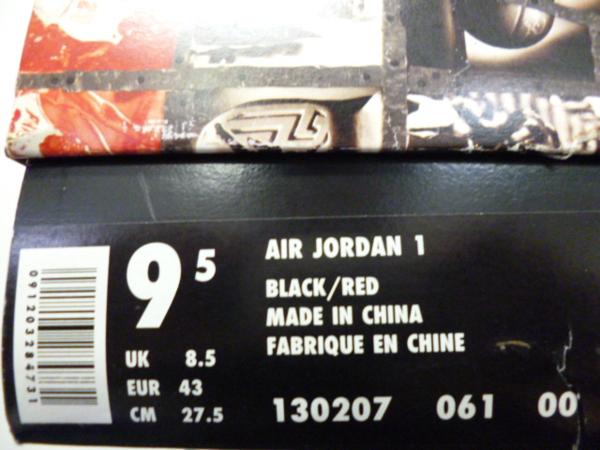 9 5
AIR JORDAN 1
BLACK/RED
MADE IN CHINA
FABRIQUE EN CHINE
UK 8.5
EUR 43
CM 27.5
130207 061 00
091203284731